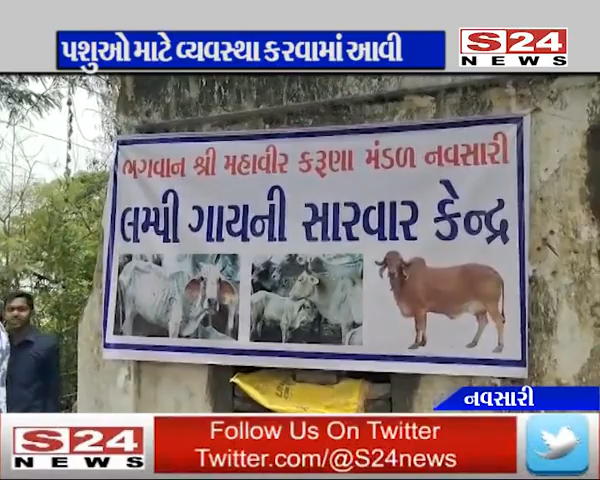 પશુઓ માટે વ્યવસ્થા કરવામાં આવી
S24
NEWS
ભગવાન શ્રી મહાવીર કરૂણા મંડળ નવસારી
લમ્પી ગાયની સારવાર કેન્દ્ર
નવસારી
S24
NEWS
Follow Us On Twitter
Twitter.com/@S24news